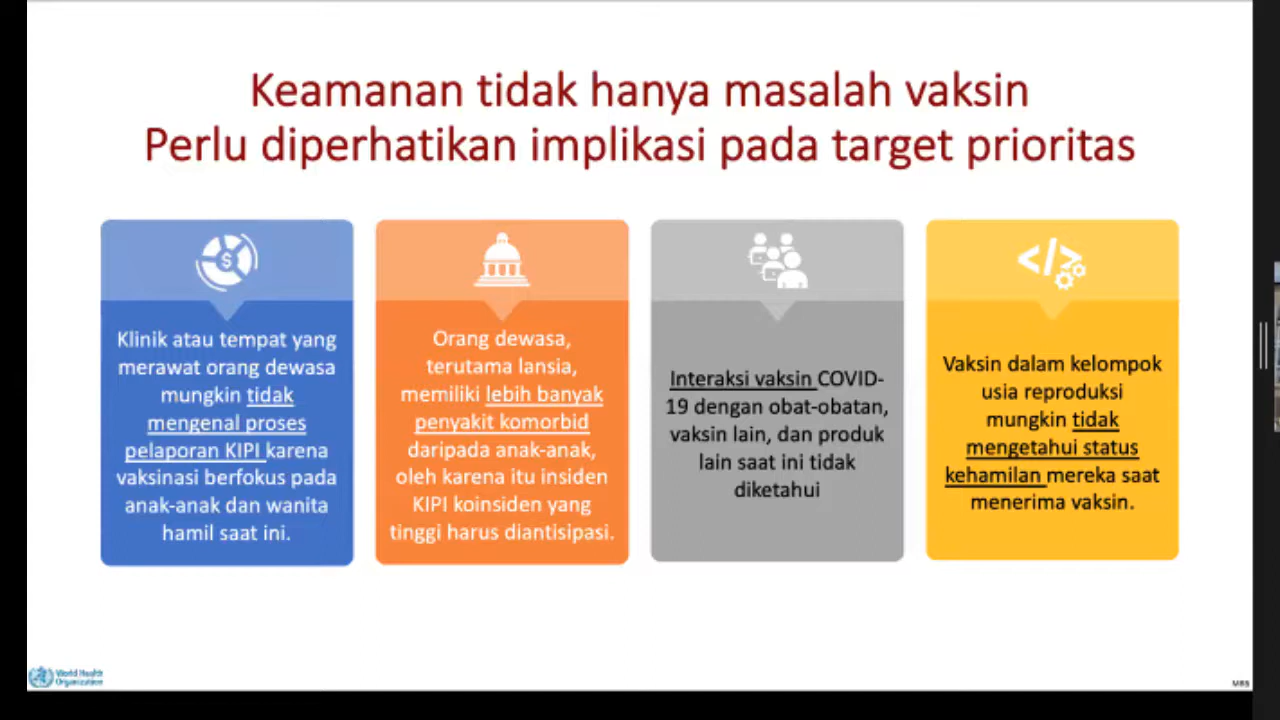 Keamanan tidak hanya masalah vaksin
Perlu diperhatikan implikasi pada target prioritas
$
Klinik atau tempat yang
merawat orang dewasa
mungkin tidak
mengenal proses
pelaporan KIPI karena
vaksinasi berfokus pada
anak-anak dan wanita
hamil saat ini.
Orang dewasa,
terutama lansia,
memiliki lebih banyak
penyakit komorbid
daripada anak-anak,
oleh karena itu insiden
KIPI koinsiden yang
tinggi harus diantisipasi.
Interaksi vaksin COVID-
19 dengan obat-obatan,
vaksin lain, dan produk
lain saat ini tidak
diketahui
</>
Vaksin dalam kelompok
usia reproduksi
mungkin tidak
mengetahui status
kehamilan mereka saat
menerima vaksin.
World Health
Organization